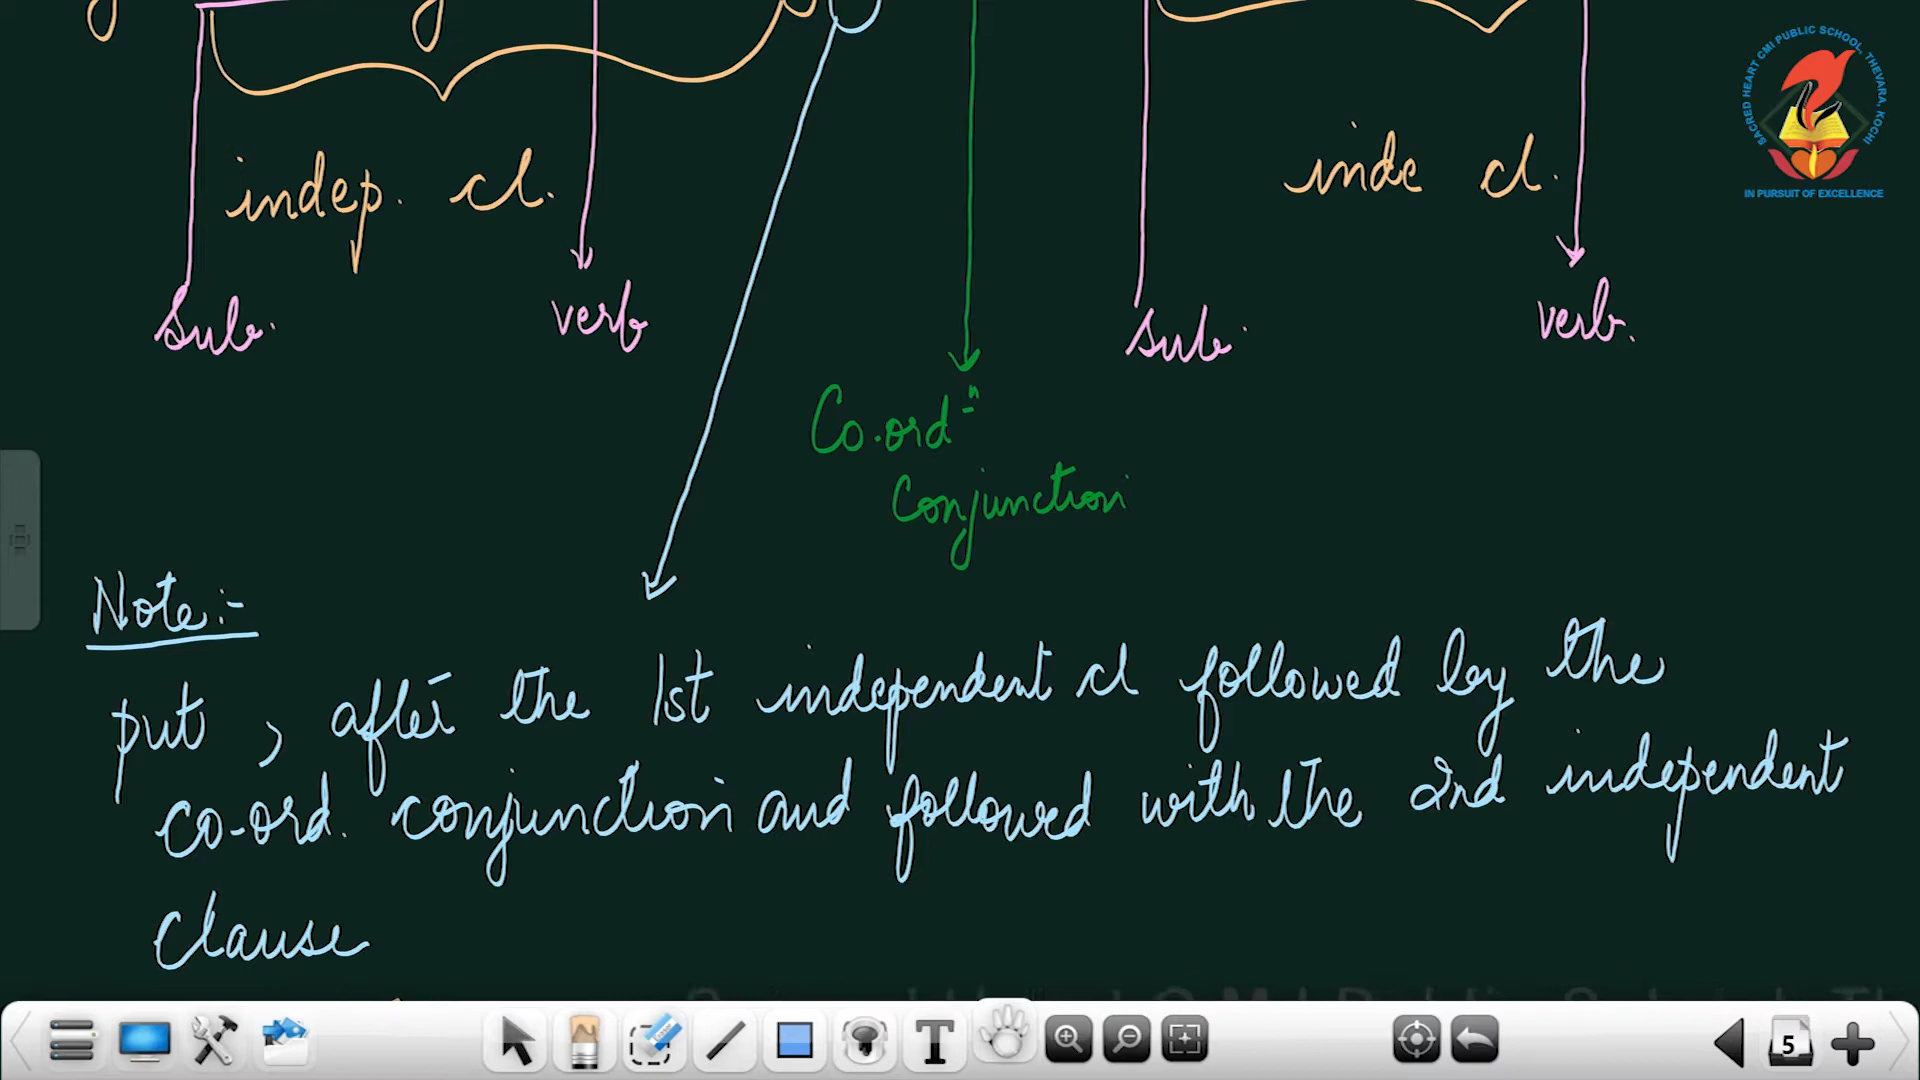 SACRED HEART CMI PUBLIC SCHOOL, THEVARA, KOCHI
IN PURSUIT OF EXCELLENCE
indep. cl.
inde cl.
Sub.
verb
Sub.
verb.
Co.ordn
Conjunction
Note:-
put , after the 1st independent cl followed by the
co-ord. conjunction and followed with the 2nd independent
Clause
T
5